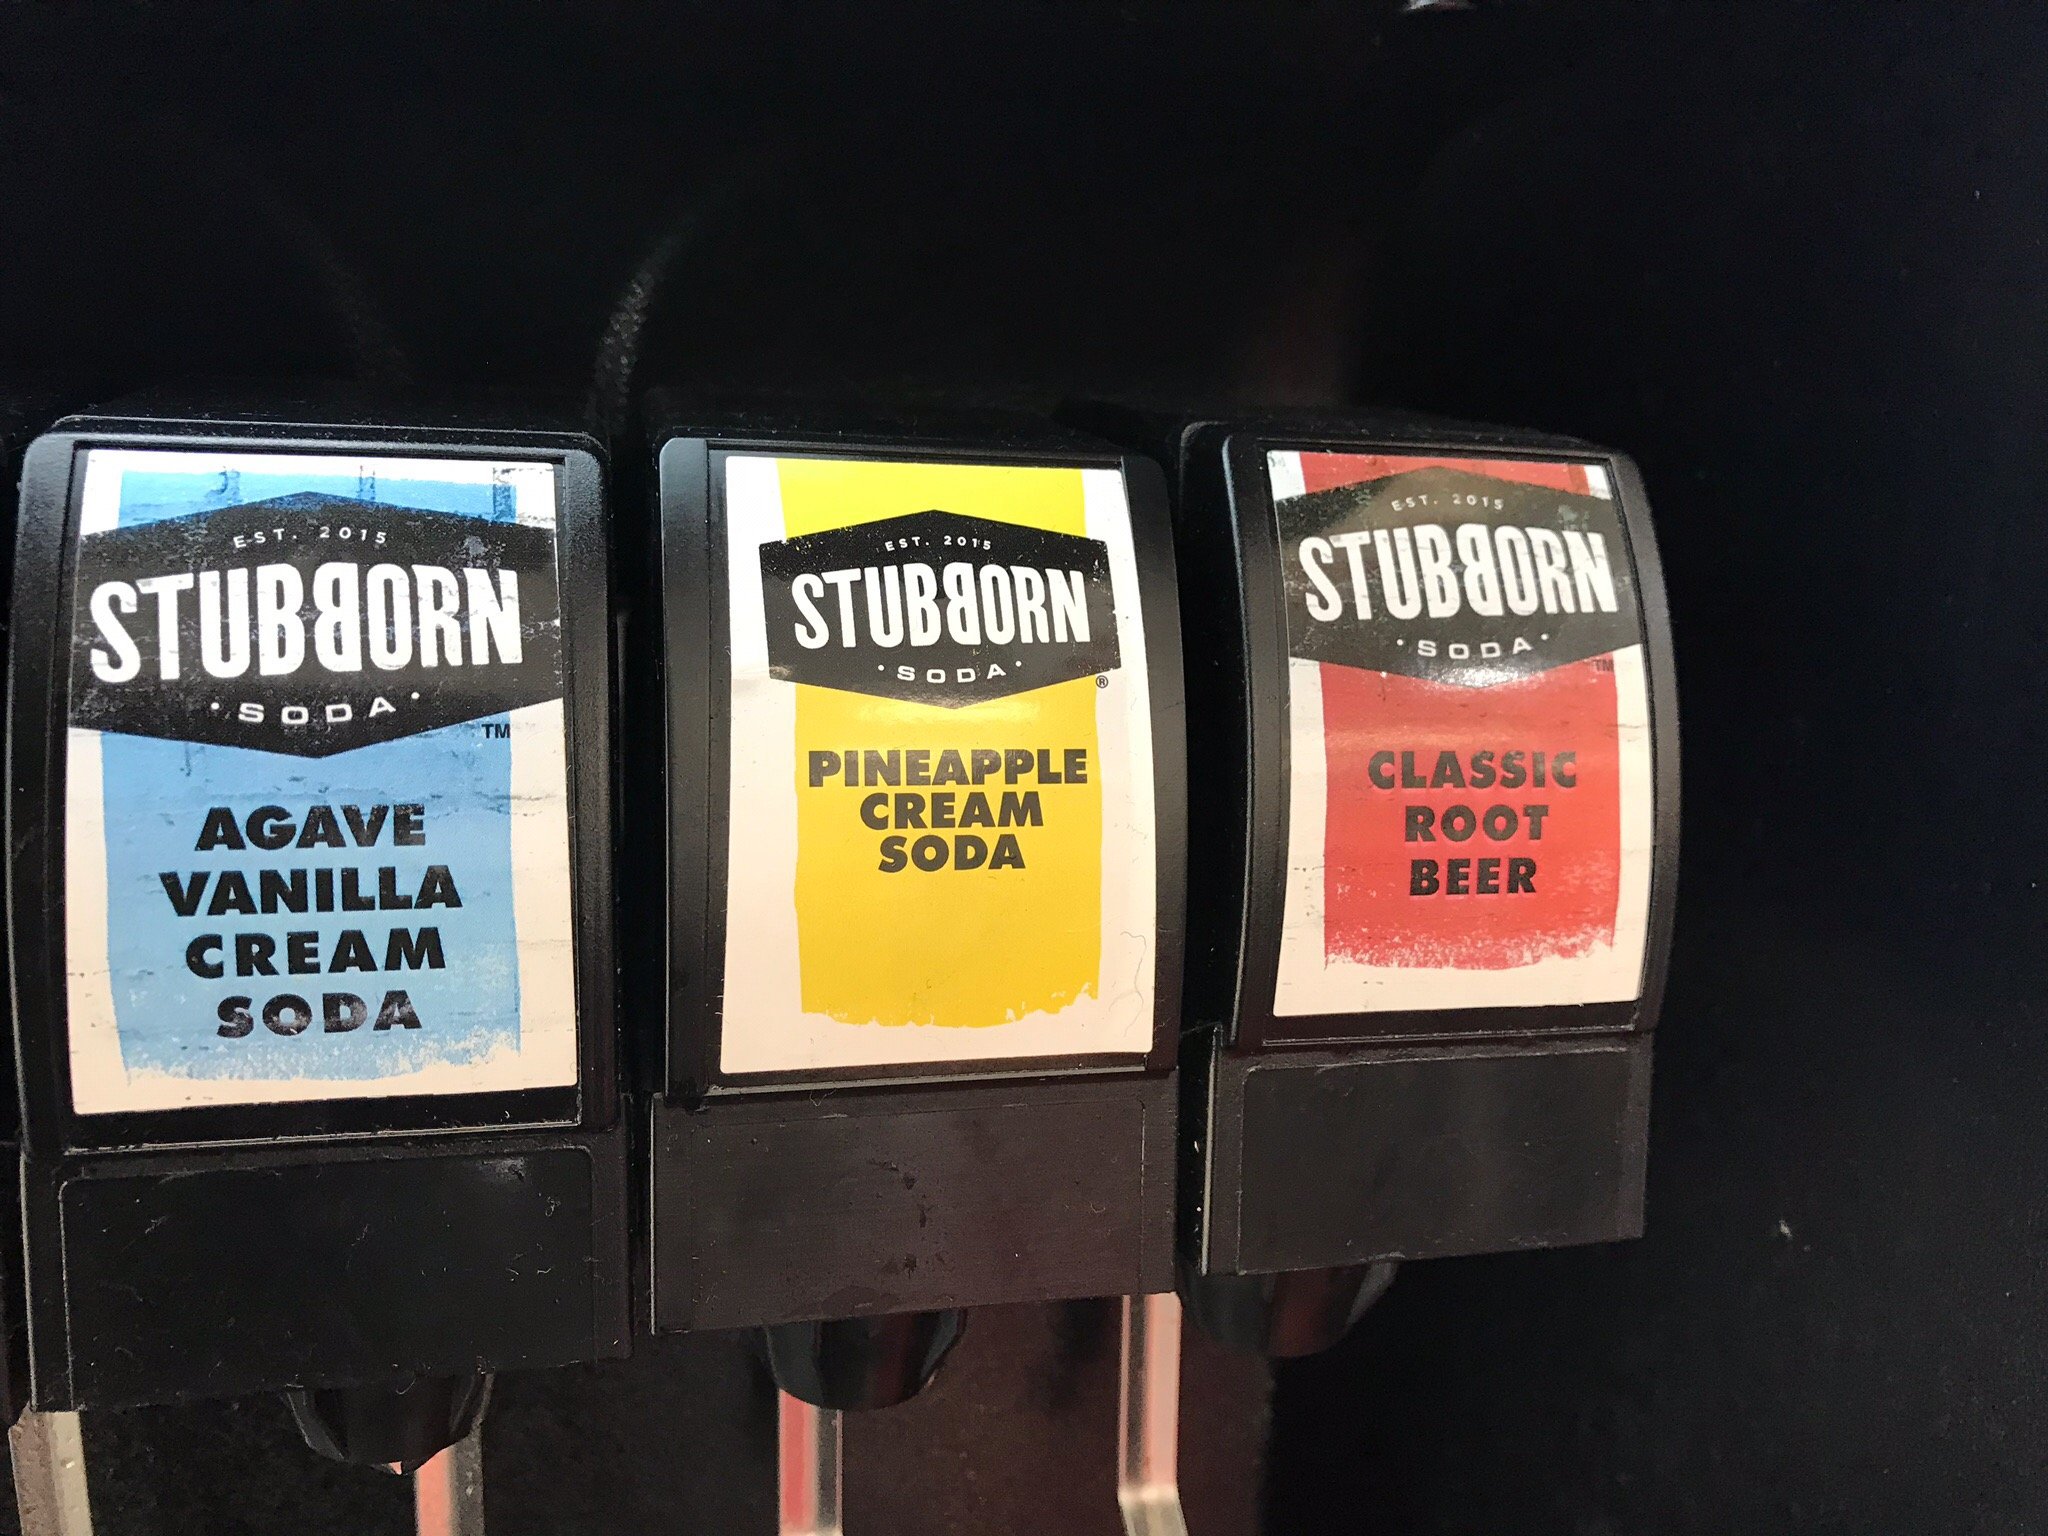 EST. 2015
STUBBORN
• SODA •
TM
AGAVE
VANILLA
CREAM
SODA
EST. 2015
STUBBORN
• SODA •
®
PINEAPPLE
CREAM
SODA
EST. 2015
STUBBORN
• SODA •
TM
CLASSIC
ROOT
BEER